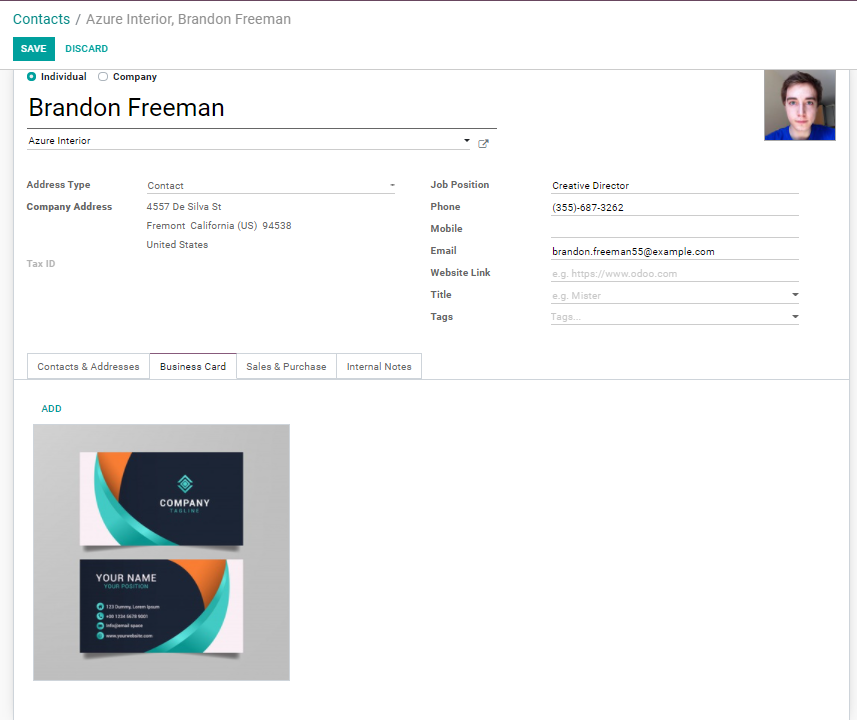 Contacts / Azure Interior, Brandon Freeman
SAVE DISCARD
Individual Company
Brandon Freeman
Azure Interior
Address Type Contact
Company Address 4557 De Silva St
Fremont California (US) 94538
United States
Tax ID
Job Position Creative Director
Phone (355)-687-3262
Mobile
Email brandon.freeman55@example.com
Website Link e.g. https://www.odoo.com
Title e.g. Mister
Tags Tags...
Contacts & Addresses Business Card Sales & Purchase Internal Notes
ADD
COMPANY
TAGLINE
YOUR NAME
YOUR POSITION
123 Dummy, Lorem Ipsum
+00 1234 5678 9001
info@email space
www.yourwebsite.com